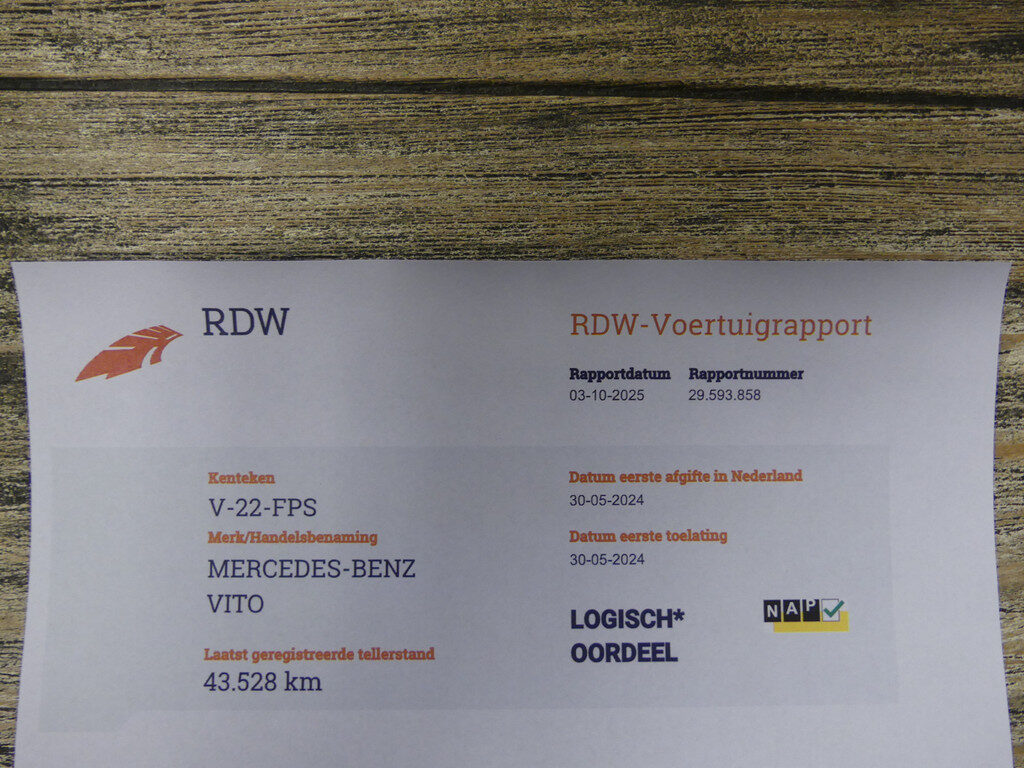 RDW
RDW-Voertuigrapport
Rapportdatum Rapportnummer
03-10-2025 29.593.858
Kenteken
V-22-FPS
Merk/Handelsbenaming
MERCEDES-BENZ
VITO
Laatst geregistreerde tellerstand
43.528 km
Datum eerste afgifte in Nederland
30-05-2024
Datum eerste toelating
30-05-2024
LOGISCH*
OORDEEL
NAP